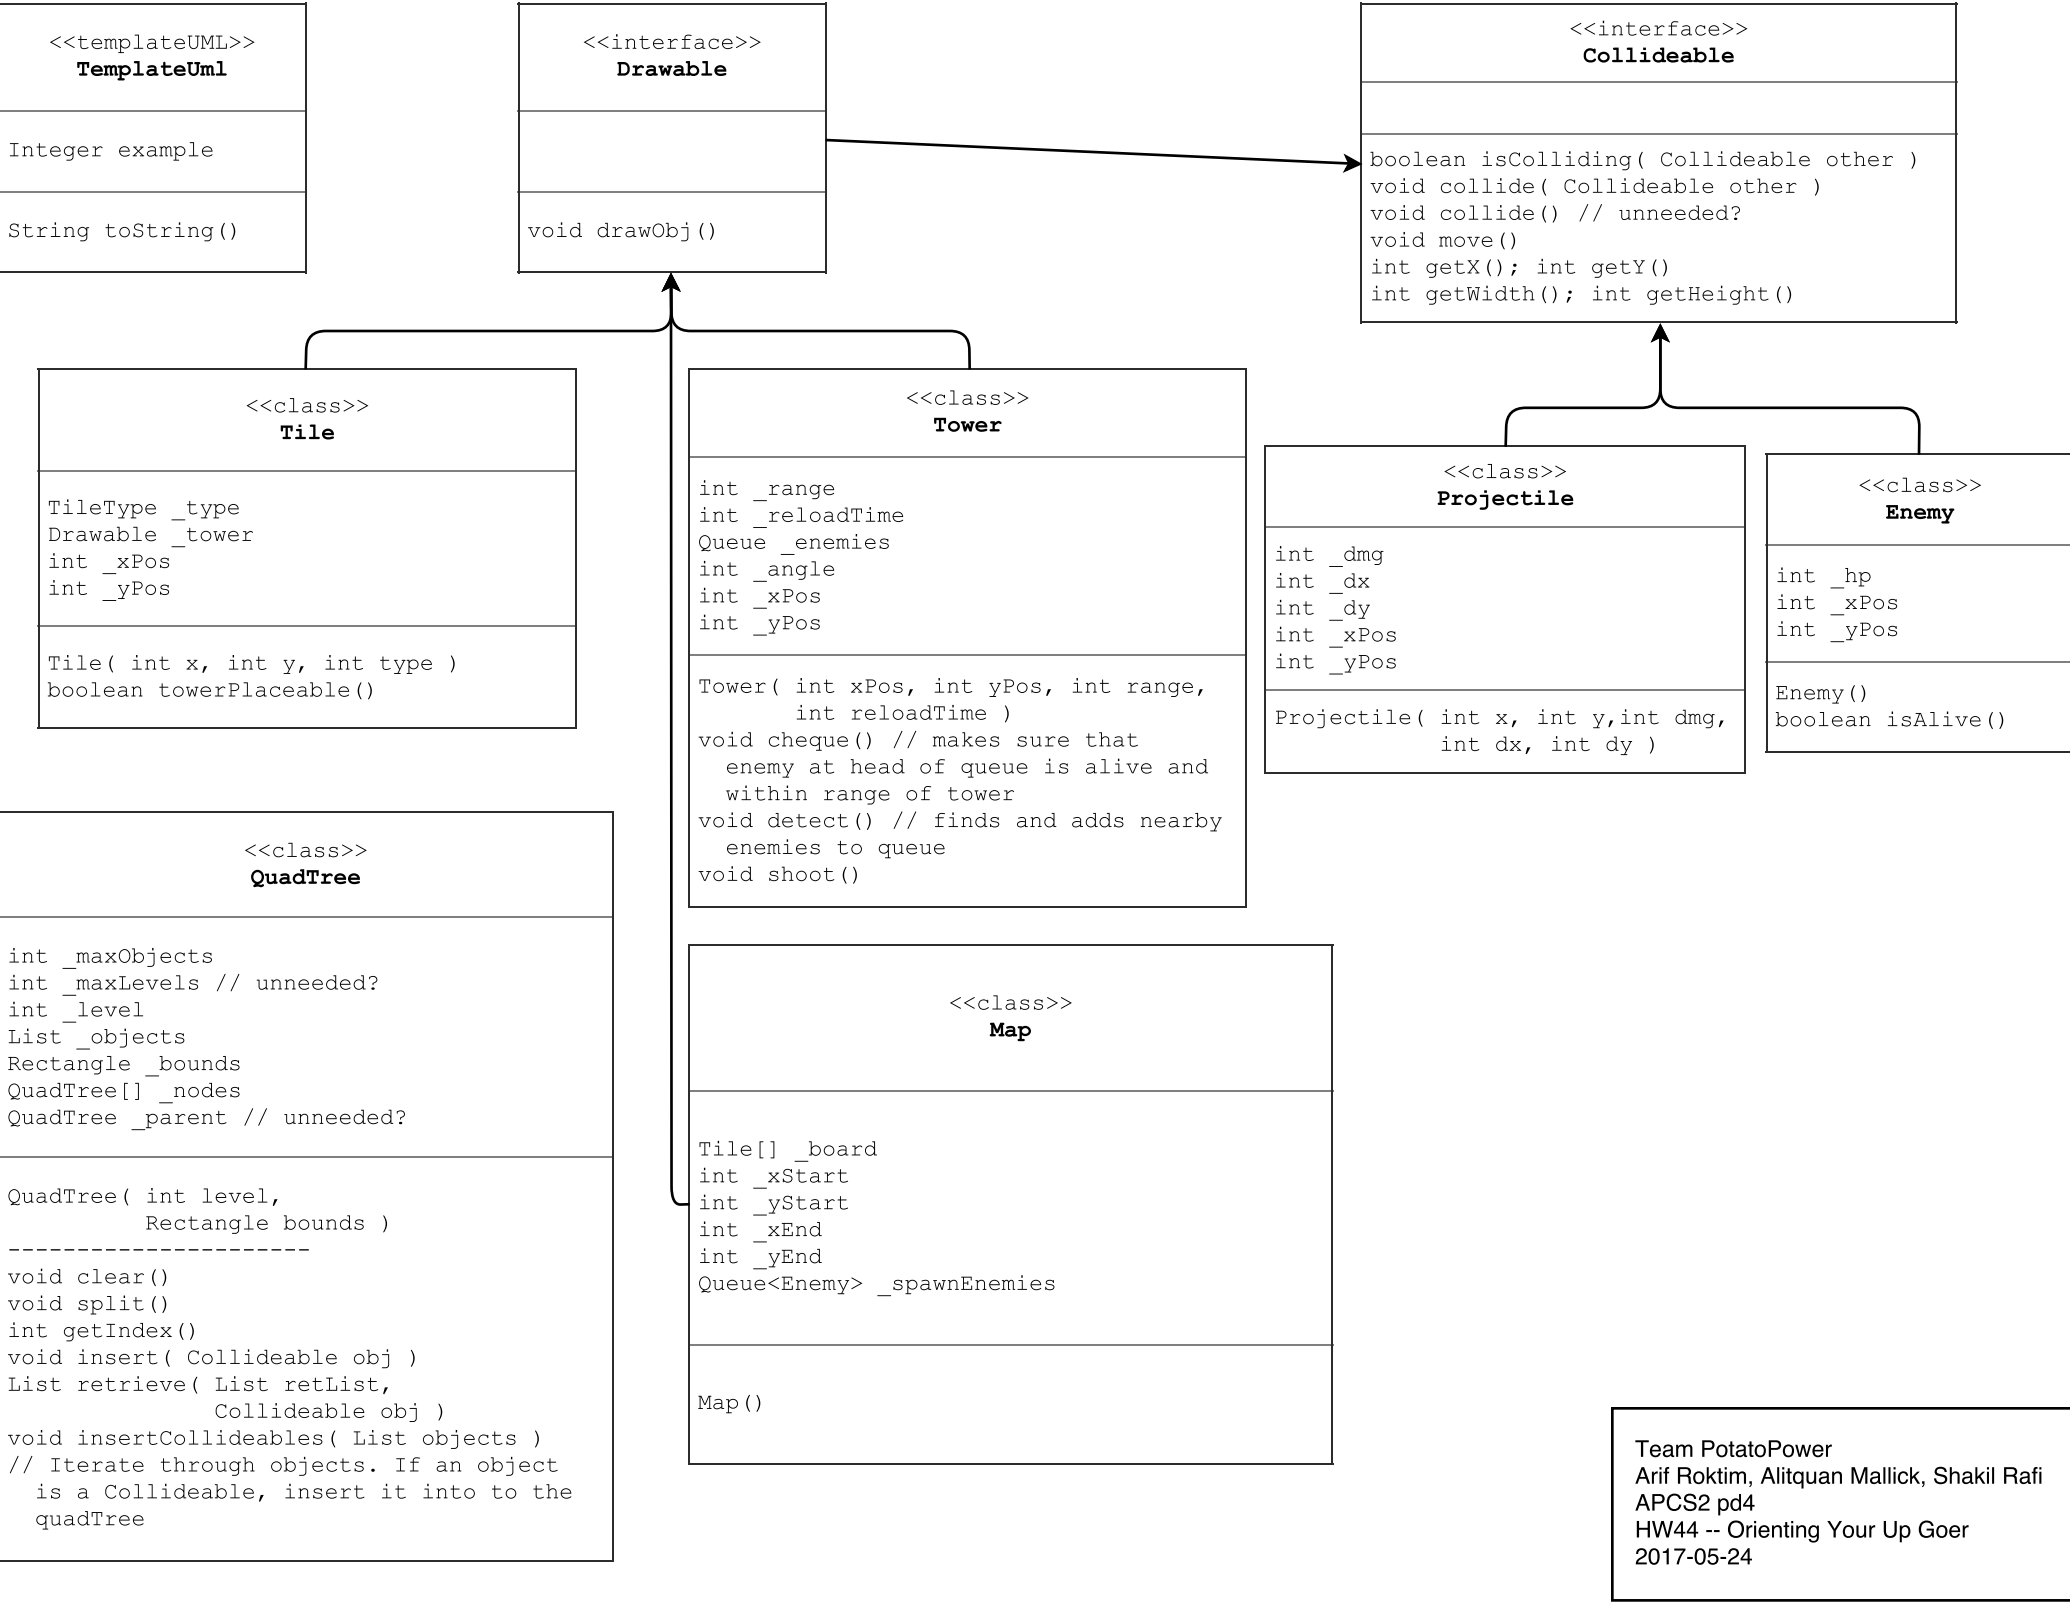 <<templateUML>>
TemplateUml
Integer example
String toString()
<<interface>>
Drawable
void drawObj()
<<interface>>
Collideable
boolean isColliding( Collideable other )
void collide( Collideable other )
void collide() // unneeded?
void move()
int getX(); int getY()
int getWidth(); int getHeight()
<<class>>
Tile
TileType _type
Drawable _tower
int _xPos
int _yPos
Tile( int x, int y, int type )
boolean towerPlaceable()
<<class>>
Tower
int _range
int _reloadTime
Queue _enemies
int _angle
int _xPos
int _yPos
Tower( int xPos, int yPos, int range,
int reloadTime )
void cheque() // makes sure that
enemy at head of queue is alive and
within range of tower
void detect() // finds and adds nearby
enemies to queue
void shoot()
<<class>>
Projectile
int _dmg
int _dx
int _dy
int _xPos
int _yPos
Projectile( int x, int y,int dmg,
int dx, int dy )
<<class>>
Enemy
int _hp
int _xPos
int _yPos
Enemy()
boolean isAlive()
<<class>>
QuadTree
int _maxObjects
int _maxLevels // unneeded?
int _level
List _objects
Rectangle _bounds
QuadTree[] _nodes
QuadTree _parent // unneeded?
QuadTree( int level,
Rectangle bounds )
----------------------
void clear()
void split()
int getIndex()
void insert( Collideable obj )
List retrieve( List retList,
Collideable obj )
void insertCollideables( List objects )
// Iterate through objects. If an object
is a Collideable, insert it into to the
quadTree
<<class>>
Map
Tile[] _board
int _xStart
int _yStart
int _xEnd
int _yEnd
Queue<Enemy> _spawnEnemies
Map()
Team PotatoPower
Arif Roktim, Alitquan Mallick, Shakil Rafi
APCS2 pd4
HW44 -- Orienting Your Up Goer
2017-05-24